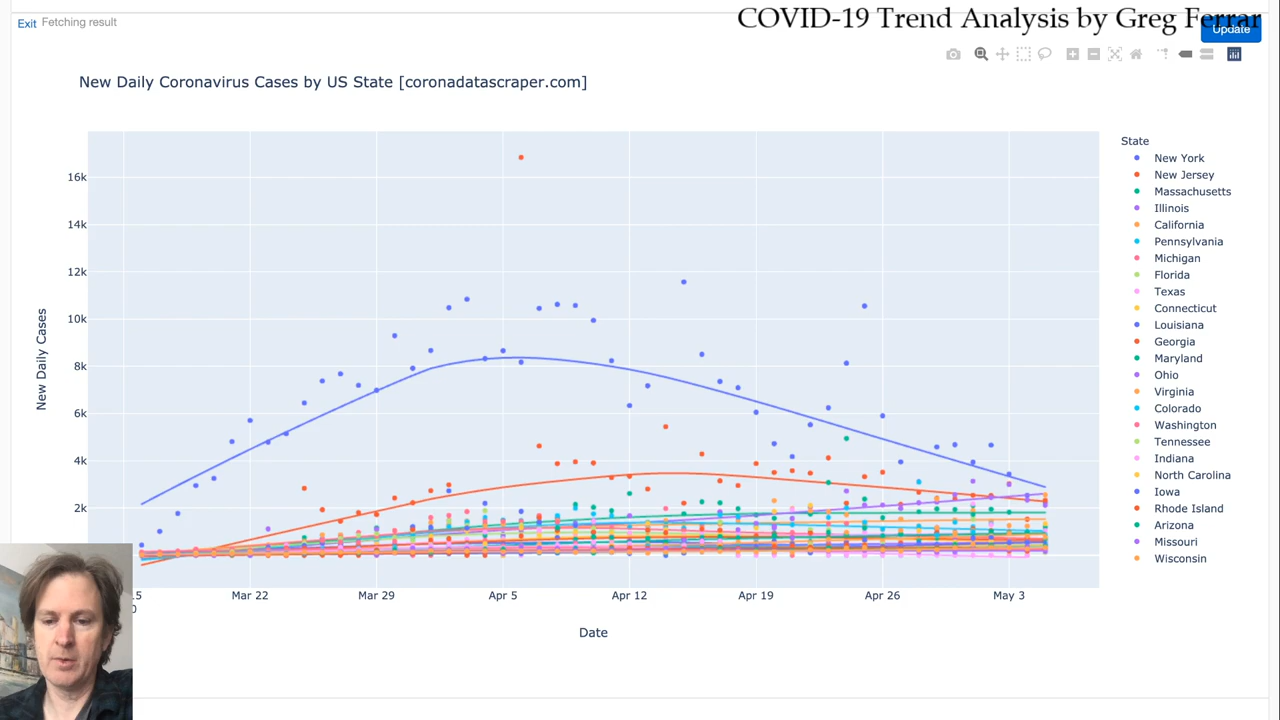 COVID-19 Trend Analysis by Greg Ferrar
Exit Fetching result
Update
New Daily Coronavirus Cases by US State [coronadatascraper.com]
State
New York
New Jersey
Massachusetts
Illinois
California
Pennsylvania
Michigan
Florida
Texas
Connecticut
Louisiana
Georgia
Maryland
Ohio
Virginia
Colorado
Washington
Tennessee
Indiana
North Carolina
Iowa
Rhode Island
Arizona
Missouri
Wisconsin
16k
14k
12k
10k
8k
6k
4k
2k
New Daily Cases
5 Mar 22 Mar 29 Apr 5 Apr 12 Apr 19 Apr 26 May 3
0
Date